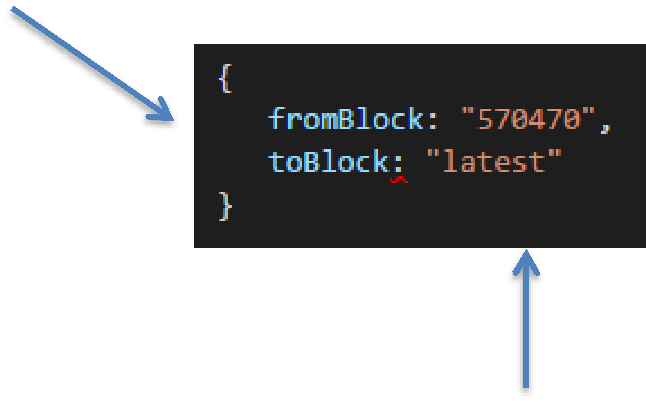 {
fromBlock: "570470",
toBlock: "latest"
}